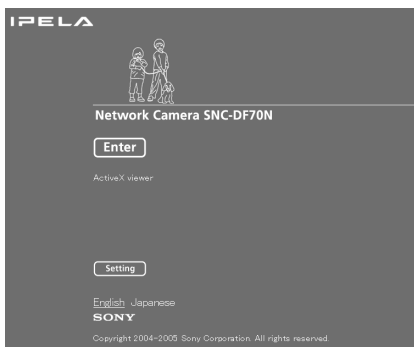 IPELA
Network Camera SNC-DF70N
Enter
ActiveX viewer
Setting
English Japanese
SONY
Copyright 2004-2005 Sony Corporation. All rights reserved.